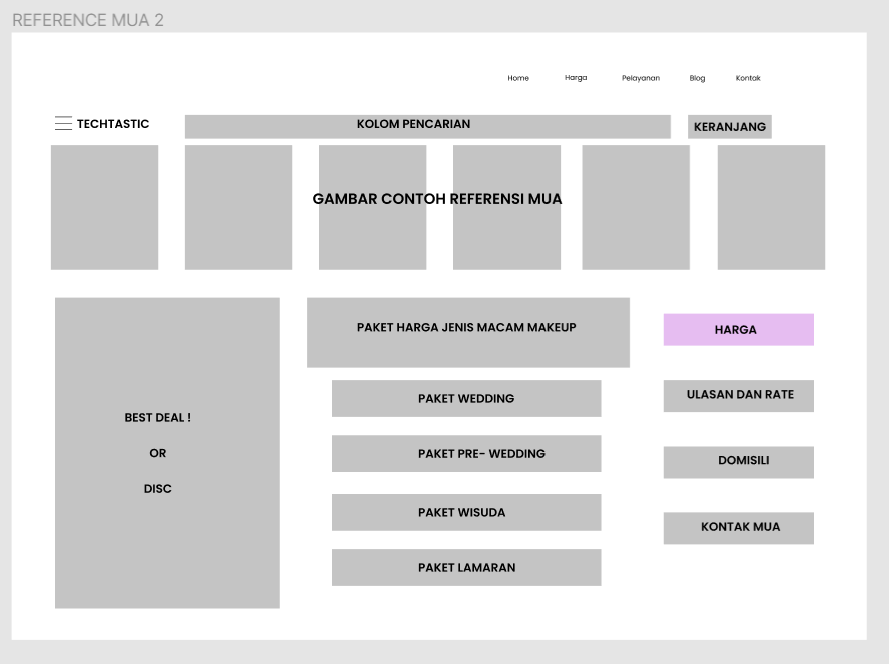 REFERENCE MUA 2
Home Harga Pelayanan Blog Kontak
TECHTASTIC
KOLOM PENCARIAN
KERANJANG
GAMBAR CONTOH REFERENSI MUA
BEST DEAL !
OR
DISC
PAKET HARGA JENIS MACAM MAKEUP
PAKET WEDDING
PAKET PRE- WEDDING
PAKET WISUDA
PAKET LAMARAN
HARGA
ULASAN DAN RATE
DOMISILI
KONTAK MUA